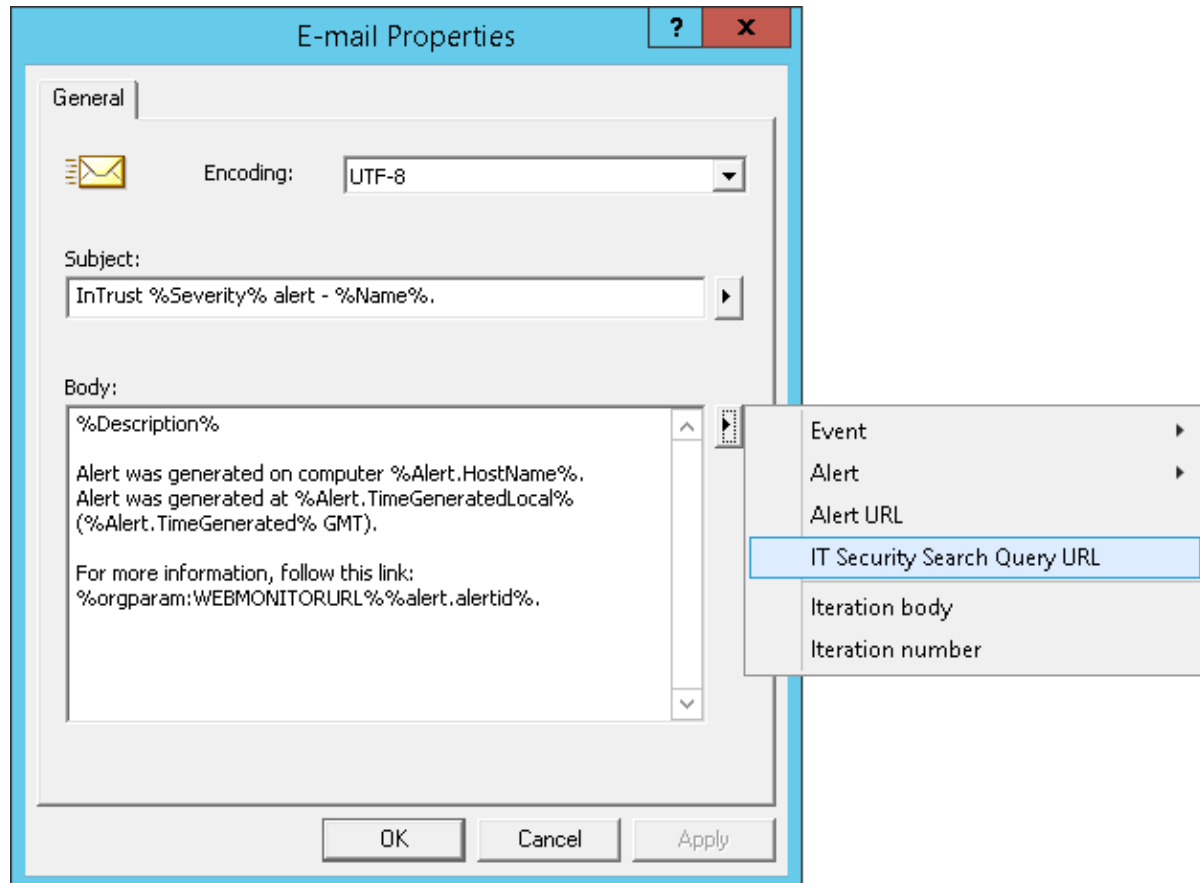 E-mail Properties
?
x
General
Encoding:
UTF-8
Subject:
InTrust %Severity% alert - %Name%.
Body:
%Description%
Alert was generated on computer %Alert.HostName%.
Alert was generated at %Alert.TimeGeneratedLocal%
(%Alert.TimeGenerated% GMT).
For more information, follow this link:
%orgparam:WEBMONITORURL%%alert.alertid%.
Event
Alert
Alert URL
IT Security Search Query URL
Iteration body
Iteration number
OK
Cancel
Apply